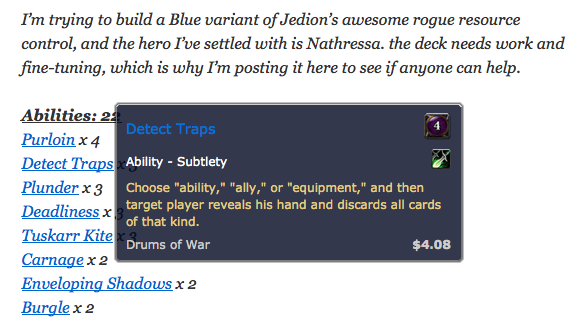 I'm trying to build a Blue variant of Jedion's awesome rogue resource
control, and the hero I've settled with is Nathressa. the deck needs work and
fine-tuning, which is why I'm posting it here to see if anyone can help.
Abilities: 22
Purloin x 4
Detect Traps x 3
Plunder x 3
Deadliness x 3
Tuskarr Kite x 3
Carnage x 2
Enveloping Shadows x 2
Burgle x 2
Detect Traps
4
Ability - Subtlety
Choose "ability," "ally," or "equipment," and then
target player reveals his hand and discards all cards
of that kind.
Drums of War $4.08